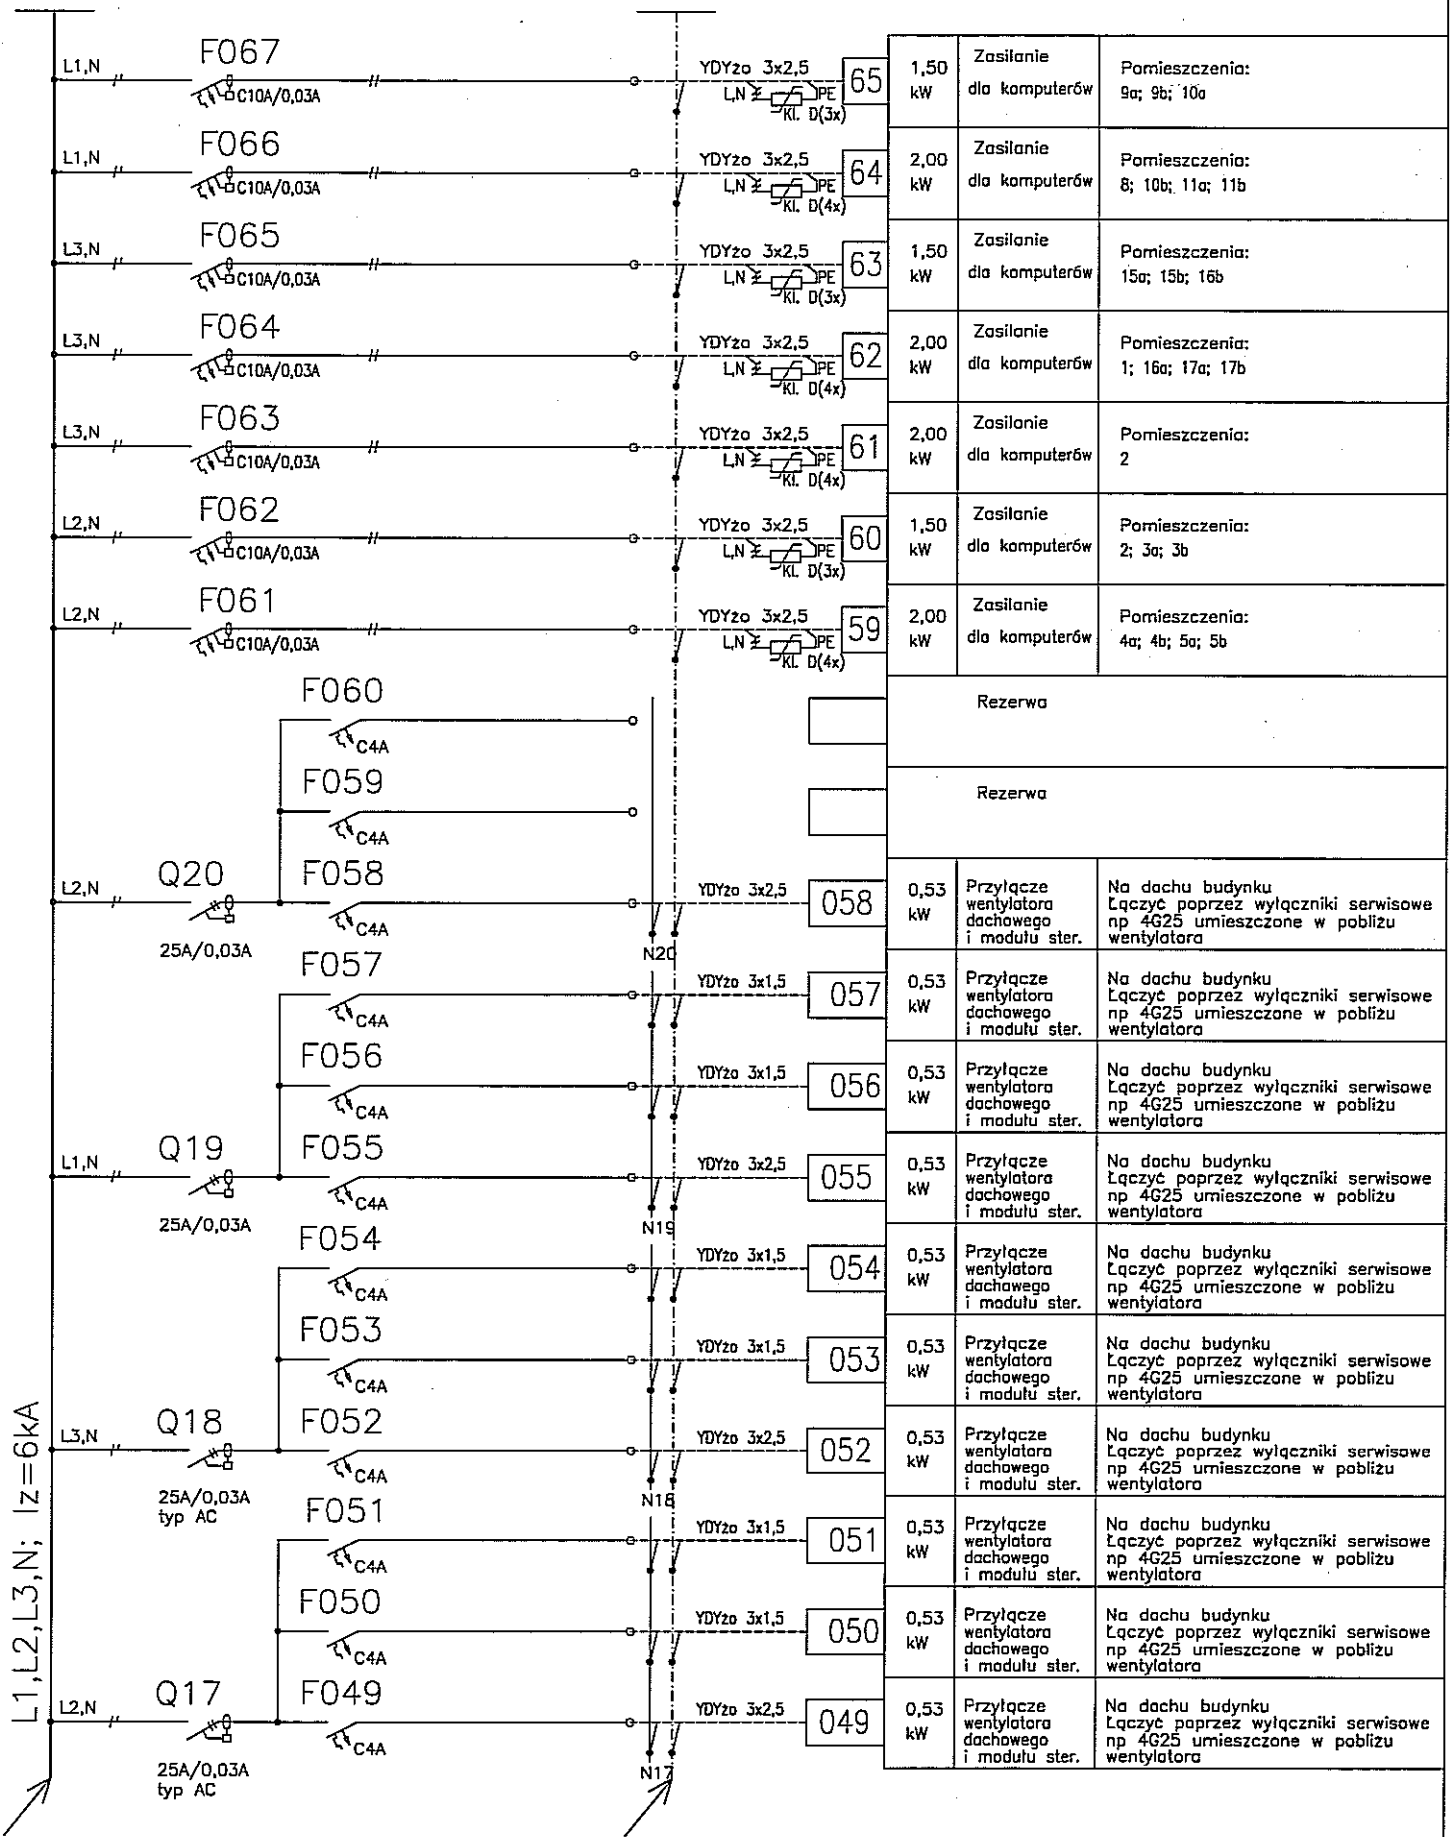 F067
L1,N
C10A/0,03A
YDYżo 3x2,5
L,N
PE
Kl. D(3x)
65
1,50
kW
Zasilanie
dla komputerów
Pomieszczenia:
9a; 9b; 10a
F066
L1,N
C10A/0,03A
YDYżo 3x2,5
L,N
PE
Kl. D(4x)
64
2,00
kW
Zasilanie
dla komputerów
Pomieszczenia:
8; 10b; 11a; 11b
F065
L3,N
C10A/0,03A
YDYżo 3x2,5
L,N
PE
Kl. D(3x)
63
1,50
kW
Zasilanie
dla komputerów
Pomieszczenia:
15a; 15b; 16b
F064
L3,N
C10A/0,03A
YDYżo 3x2,5
L,N
PE
Kl. D(4x)
62
2,00
kW
Zasilanie
dla komputerów
Pomieszczenia:
1; 16a; 17a; 17b
F063
L3,N
C10A/0,03A
YDYżo 3x2,5
L,N
PE
Kl. D(4x)
61
2,00
kW
Zasilanie
dla komputerów
Pomieszczenia:
2
F062
L2,N
C10A/0,03A
YDYżo 3x2,5
L,N
PE
Kl. D(3x)
60
1,50
kW
Zasilanie
dla komputerów
Pomieszczenia:
2; 3a; 3b
F061
L2,N
C10A/0,03A
YDYżo 3x2,5
L,N
PE
Kl. D(4x)
59
2,00
kW
Zasilanie
dla komputerów
Pomieszczenia:
4a; 4b; 5a; 5b
F060
C4A
Rezerwa
F059
C4A
Rezerwa
L2,N
Q20
25A/0,03A
F058
C4A
N20
YDYżo 3x2,5
058
0,53
kW
Przyłącze
wentylatora
dachowego
i modułu ster.
Na dachu budynku
Łączyć poprzez wyłączniki serwisowe
np 4G25 umieszczone w pobliżu
wentylatora
F057
C4A
YDYżo 3x1,5
057
0,53
kW
Przyłącze
wentylatora
dachowego
i modułu ster.
Na dachu budynku
Łączyć poprzez wyłączniki serwisowe
np 4G25 umieszczone w pobliżu
wentylatora
F056
C4A
YDYżo 3x1,5
056
0,53
kW
Przyłącze
wentylatora
dachowego
i modułu ster.
Na dachu budynku
Łączyć poprzez wyłączniki serwisowe
np 4G25 umieszczone w pobliżu
wentylatora
L1,N
Q19
25A/0,03A
F055
C4A
N19
YDYżo 3x2,5
055
0,53
kW
Przyłącze
wentylatora
dachowego
i modułu ster.
Na dachu budynku
Łączyć poprzez wyłączniki serwisowe
np 4G25 umieszczone w pobliżu
wentylatora
F054
C4A
YDYżo 3x1,5
054
0,53
kW
Przyłącze
wentylatora
dachowego
i modułu ster.
Na dachu budynku
Łączyć poprzez wyłączniki serwisowe
np 4G25 umieszczone w pobliżu
wentylatora
F053
C4A
YDYżo 3x1,5
053
0,53
kW
Przyłącze
wentylatora
dachowego
i modułu ster.
Na dachu budynku
Łączyć poprzez wyłączniki serwisowe
np 4G25 umieszczone w pobliżu
wentylatora
L3,N
Q18
25A/0,03A
typ AC
F052
C4A
N18
YDYżo 3x2,5
052
0,53
kW
Przyłącze
wentylatora
dachowego
i modułu ster.
Na dachu budynku
Łączyć poprzez wyłączniki serwisowe
np 4G25 umieszczone w pobliżu
wentylatora
F051
C4A
YDYżo 3x1,5
051
0,53
kW
Przyłącze
wentylatora
dachowego
i modułu ster.
Na dachu budynku
Łączyć poprzez wyłączniki serwisowe
np 4G25 umieszczone w pobliżu
wentylatora
F050
C4A
YDYżo 3x1,5
050
0,53
kW
Przyłącze
wentylatora
dachowego
i modułu ster.
Na dachu budynku
Łączyć poprzez wyłączniki serwisowe
np 4G25 umieszczone w pobliżu
wentylatora
L2,N
Q17
25A/0,03A
typ AC
F049
C4A
N17
YDYżo 3x2,5
049
0,53
kW
Przyłącze
wentylatora
dachowego
i modułu ster.
Na dachu budynku
Łączyć poprzez wyłączniki serwisowe
np 4G25 umieszczone w pobliżu
wentylatora
L1,L2,L3,N; Iz=6kA